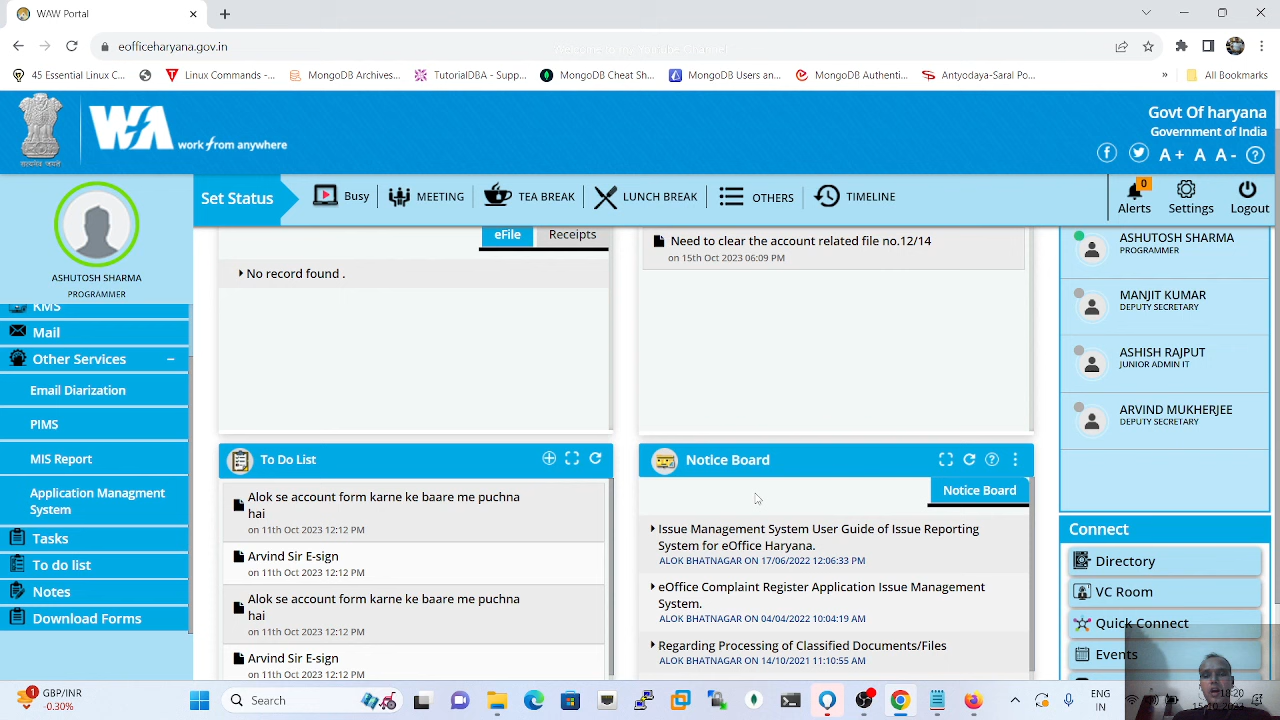 WAW Portal
eofficeharyana.gov.in
Welcome to my YouTube Channel
45 Essential Linux C...
Linux Commands -...
MongoDB Archives...
TutorialDBA - Supp...
MongoDB Cheat Sh...
MongoDB Users an...
MongoDB Authenti...
Antyodaya-Saral Po...
»
All Bookmarks
सत्यमेव जयते
WA work from anywhere
Govt Of haryana
Government of India
A+ A A-
ASHUTOSH SHARMA
PROGRAMMER
Set Status
Busy
MEETING
TEA BREAK
LUNCH BREAK
OTHERS
TIMELINE
0
Alerts
Settings
Logout
KMS
Mail
Other Services
Email Diarization
PIMS
MIS Report
Application Managment
System
Tasks
To do list
Notes
Download Forms
eFile
Receipts
No record found .
Need to clear the account related file no.12/14
on 15th Oct 2023 06:09 PM
To Do List
Alok se account form karne ke baare me puchna
hai
on 11th Oct 2023 12:12 PM
Arvind Sir E-sign
on 11th Oct 2023 12:12 PM
Alok se account form karne ke baare me puchna
hai
on 11th Oct 2023 12:12 PM
Arvind Sir E-sign
on 11th Oct 2023 12:12 PM
Notice Board
Notice Board
Issue Management System User Guide of Issue Reporting
System for eOffice Haryana.
ALOK BHATNAGAR ON 17/06/2022 12:06:33 PM
eOffice Complaint Register Application Issue Management
System.
ALOK BHATNAGAR ON 04/04/2022 10:04:19 AM
Regarding Processing of Classified Documents/Files
ALOK BHATNAGAR ON 14/10/2021 11:10:55 AM
ASHUTOSH SHARMA
PROGRAMMER
MANJIT KUMAR
DEPUTY SECRETARY
ASHISH RAJPUT
JUNIOR ADMIN IT
ARVIND MUKHERJEE
DEPUTY SECRETARY
Connect
Directory
VC Room
Quick Connect
Events
1
GBP/INR
-0.30%
Search
ENG
IN
18:20